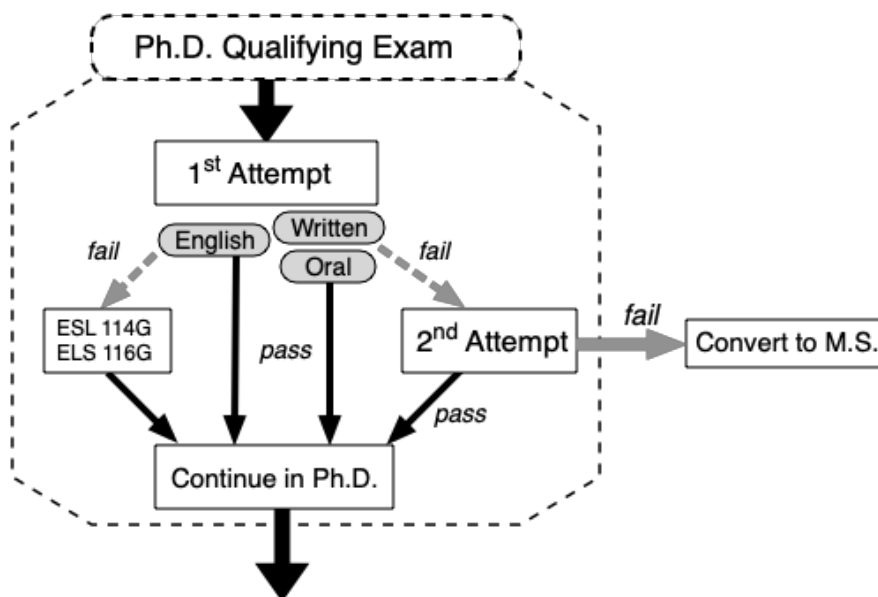 Ph.D. Qualifying Exam
1st Attempt
English
Written
Oral
fail
fail
ESL 114G
ELS 116G
pass
2nd Attempt
fail
Convert to M.S.
pass
Continue in Ph.D.